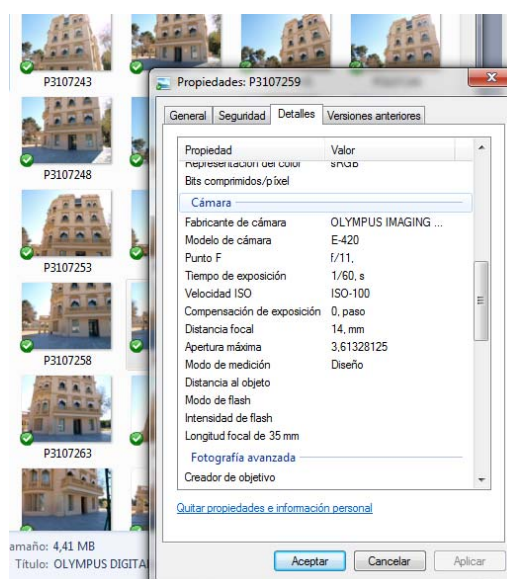 P3107243
P3107248
P3107253
P3107258
P3107263
amaño: 4,41 MB
Título: OLYMPUS DIGITA
Propiedades: P3107259
General Seguridad Detalles Versiones anteriores
Propiedad Valor
Representación del color sRGB
Bits comprimidos/píxel
Cámara
Fabricante de cámara OLYMPUS IMAGING ...
Modelo de cámara E-420
Punto F f/11,
Tiempo de exposición 1/60, s
Velocidad ISO ISO-100
Compensación de exposición 0, paso
Distancia focal 14, mm
Apertura máxima 3,61328125
Modo de medición Diseño
Distancia al objeto
Modo de flash
Intensidad de flash
Longitud focal de 35 mm
Fotografía avanzada
Creador de objetivo
Quitar propiedades e información personal
Aceptar Cancelar Aplicar